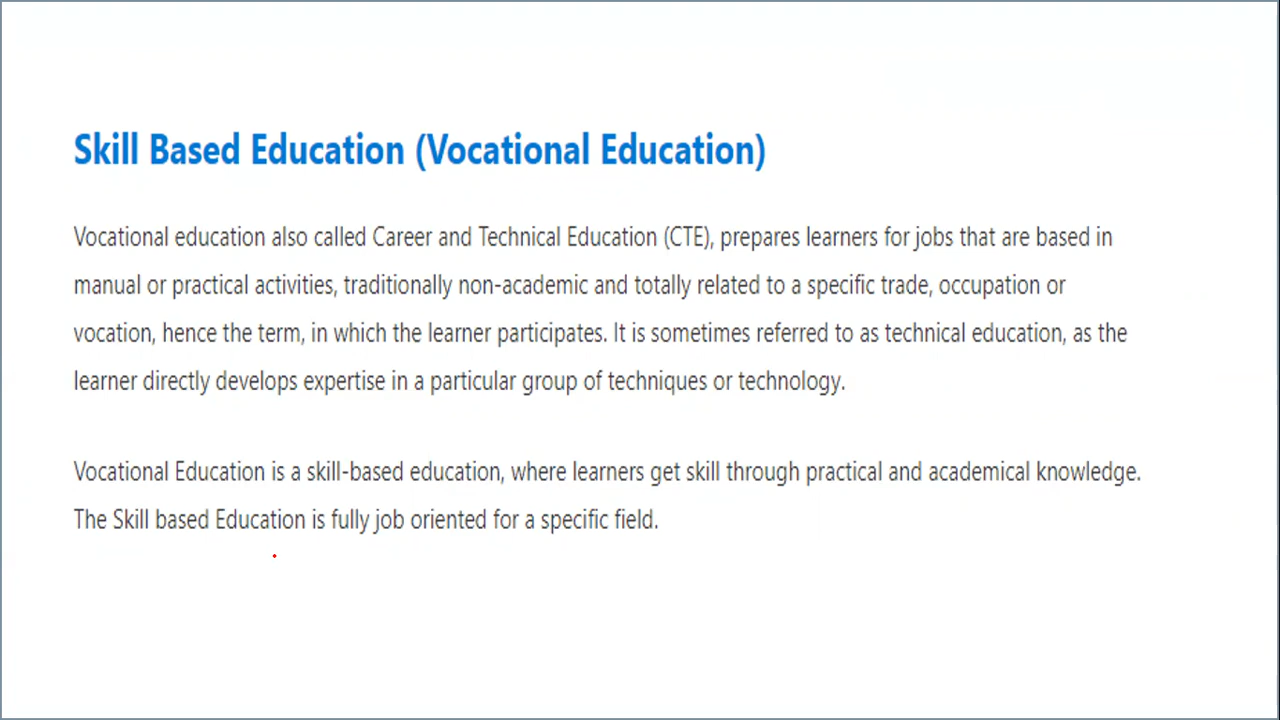 Skill Based Education (Vocational Education)
Vocational education also called Career and Technical Education (CTE), prepares learners for jobs that are based in
manual or practical activities, traditionally non-academic and totally related to a specific trade, occupation or
vocation, hence the term, in which the learner participates. It is sometimes referred to as technical education, as the
learner directly develops expertise in a particular group of techniques or technology.
Vocational Education is a skill-based education, where learners get skill through practical and academical knowledge.
The Skill based Education is fully job oriented for a specific field.